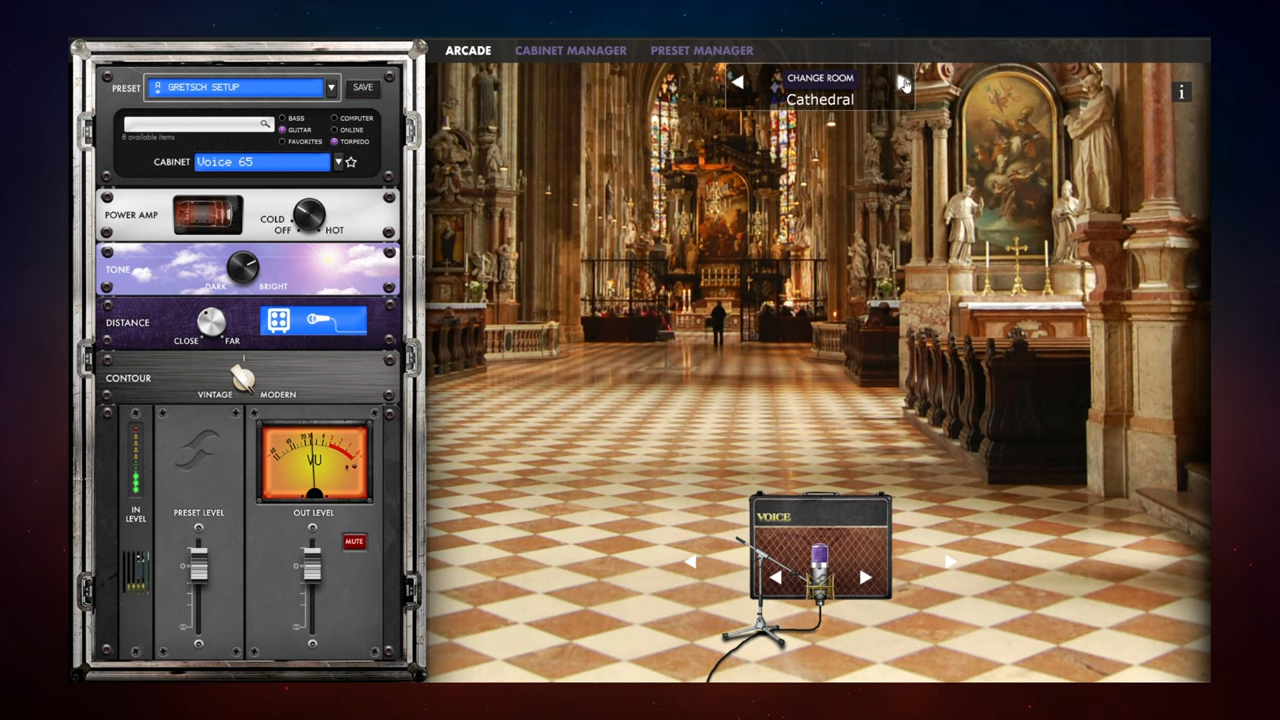 ARCADE CABINET MANAGER PRESET MANAGER
CHANGE ROOM
Cathedral
i
PRESET A GRETSCH SETUP SAVE
BASS COMPUTER
GUITAR ONLINE
FAVORITES TORPEDO
8 available items
CABINET Voice 65
POWER AMP COLD OFF HOT
TONE DARK BRIGHT
DISTANCE CLOSE FAR
CONTOUR VINTAGE MODERN
VU
IN LEVEL
PRESET LEVEL
OUT LEVEL
MUTE
VOICE